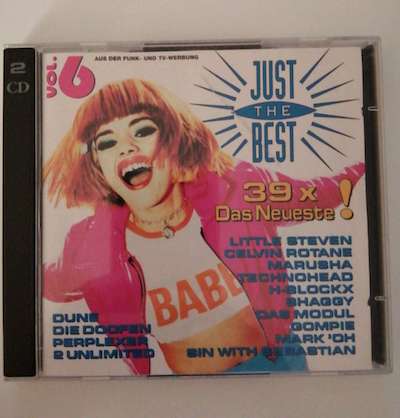 2
CD
VOL.
6
AUS DER FUNK- UND TV-WERBUNG
JUST
THE
BEST
39 x
Das Neueste!
BABE
LITTLE STEVEN
CELVIN ROTANE
MARUSHA
TECHNOHEAD
H-BLOCKX
SHAGGY
DAS MODUL
GOMPIE
MARK 'OH
SIN WITH SEBASTIAN
DUNE
DIE DOOFEN
PERPLEXER
2 UNLIMITED